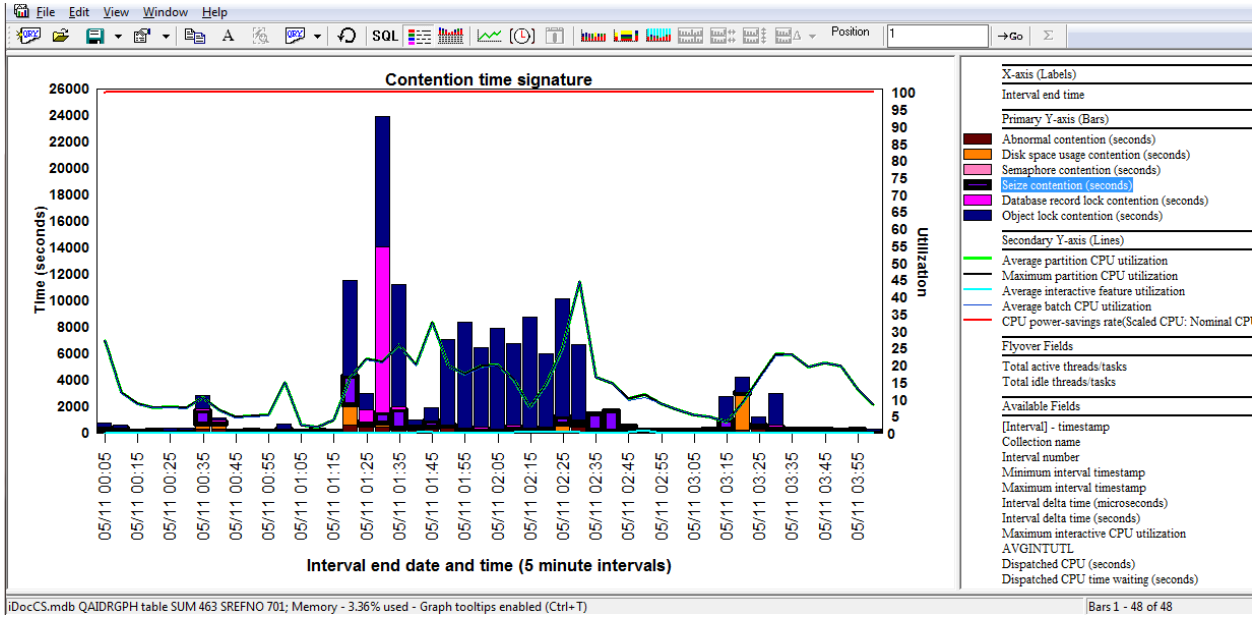 File Edit View Window Help
QRY A QRY SQL Position 1 →Go Σ
Contention time signature
26000
24000
22000
20000
18000
16000
14000
12000
10000
8000
6000
4000
2000
0
Time (seconds)
100
95
90
85
80
75
70
65
60
55
50
45
40
35
30
25
20
15
10
5
0
Utilization
05/11 00:05
05/11 00:15
05/11 00:25
05/11 00:35
05/11 00:45
05/11 00:55
05/11 01:05
05/11 01:15
05/11 01:25
05/11 01:35
05/11 01:45
05/11 01:55
05/11 02:05
05/11 02:15
05/11 02:25
05/11 02:35
05/11 02:45
05/11 02:55
05/11 03:05
05/11 03:15
05/11 03:25
05/11 03:35
05/11 03:45
05/11 03:55
Interval end date and time (5 minute intervals)
X-axis (Labels)
Interval end time
Primary Y-axis (Bars)
Abnormal contention (seconds)
Disk space usage contention (seconds)
Semaphore contention (seconds)
Seize contention (seconds)
Database record lock contention (seconds)
Object lock contention (seconds)
Secondary Y-axis (Lines)
Average partition CPU utilization
Maximum partition CPU utilization
Average interactive feature utilization
Average batch CPU utilization
CPU power-savings rate(Scaled CPU: Nominal CPU
Flyover Fields
Total active threads/tasks
Total idle threads/tasks
Available Fields
[Interval] - timestamp
Collection name
Interval number
Minimum interval timestamp
Maximum interval timestamp
Interval delta time (microseconds)
Interval delta time (seconds)
Maximum interactive CPU utilization
AVGINTUTL
Dispatched CPU (seconds)
Dispatched CPU time waiting (seconds)
iDocCS.mdb QAIDRGPH table SUM 463 SREFNO 701; Memory - 3.36% used - Graph tooltips enabled (Ctrl+T)
Bars 1 - 48 of 48